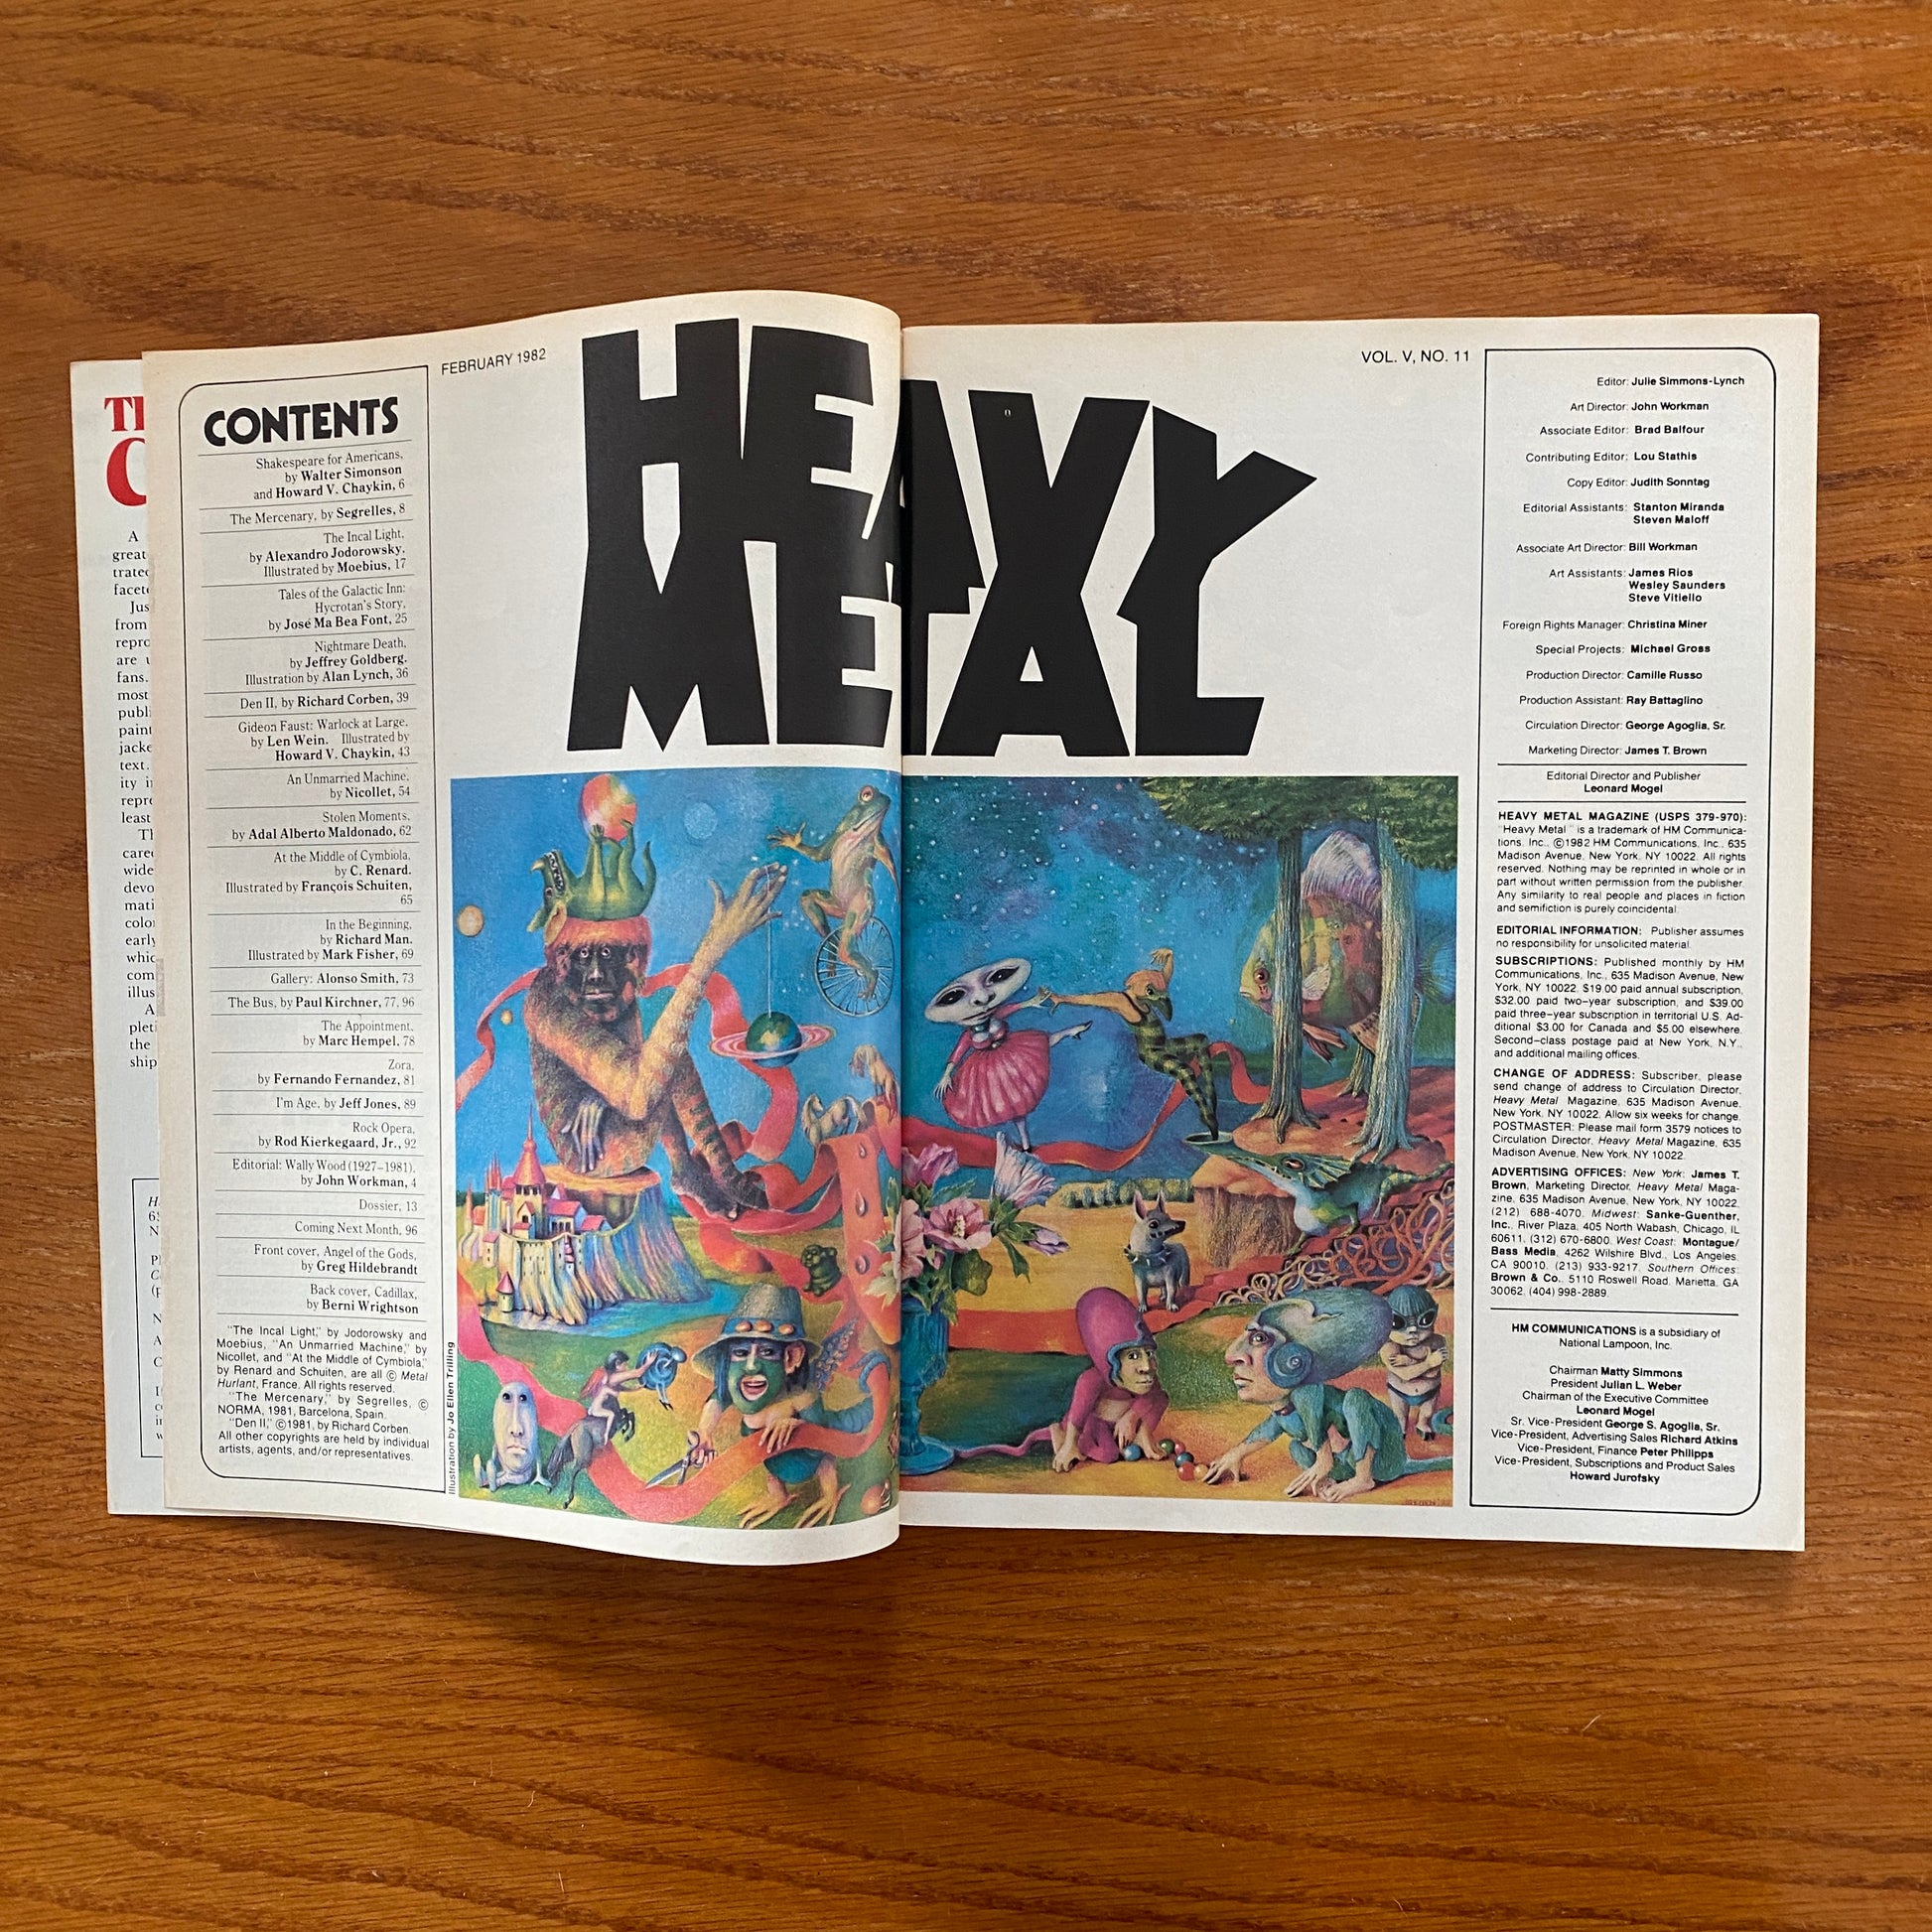 FEBRUARY 1982
HEAVY
METAL
VOL. V, NO. 11
CONTENTS
Shakespeare for Americans,
by Walter Simonson
and Howard V. Chaykin, 6
The Mercenary, by Segrelles, 8
The Incal Light,
by Alexandro Jodorowsky.
Illustrated by Moebius, 17
Tales of the Galactic Inn:
Hycrotan's Story,
by José Ma Bea Font, 25
Nightmare Death,
by Jeffrey Goldberg.
Illustration by Alan Lynch, 36
Den II, by Richard Corben, 39
Gideon Faust: Warlock at Large,
by Len Wein. Illustrated by
Howard V. Chaykin, 43
An Unmarried Machine,
by Nicollet, 54
Stolen Moments,
by Adal Alberto Maldonado, 62
At the Middle of Cymbiola,
by C. Renard.
Illustrated by François Schuiten,
65
In the Beginning,
by Richard Man.
Illustrated by Mark Fisher, 69
Gallery: Alonso Smith, 73
The Bus, by Paul Kirchner, 77, 96
The Appointment,
by Marc Hempel, 78
Zora,
by Fernando Fernandez, 81
I'm Age, by Jeff Jones, 89
Rock Opera,
by Rod Kierkegaard, Jr., 92
Editorial: Wally Wood (1927–1981),
by John Workman, 4
Dossier, 13
Coming Next Month, 96
Front cover, Angel of the Gods,
by Greg Hildebrandt
Back cover, Cadillax,
by Berni Wrightson
"The Incal Light," by Jodorowsky and
Moebius, "An Unmarried Machine," by
Nicollet, and "At the Middle of Cymbiola,"
by Renard and Schuiten, are all © Metal
Hurlant, France. All rights reserved.
"The Mercenary," by Segrelles, ©
NORMA, 1981, Barcelona, Spain.
"Den II," ©1981, by Richard Corben.
All other copyrights are held by individual
artists, agents, and/or representatives.
Illustration by Jo Ellen Trilling
Editor: Julie Simmons-Lynch
Art Director: John Workman
Associate Editor: Brad Balfour
Contributing Editor: Lou Stathis
Copy Editor: Judith Sonntag
Editorial Assistants: Stanton Miranda
Steven Maloff
Associate Art Director: Bill Workman
Art Assistants: James Rios
Wesley Saunders
Steve Vitiello
Foreign Rights Manager: Christina Miner
Special Projects: Michael Gross
Production Director: Camille Russo
Production Assistant: Ray Battaglino
Circulation Director: George Agoglia, Sr.
Marketing Director: James T. Brown
Editorial Director and Publisher
Leonard Mogel
HEAVY METAL MAGAZINE (USPS 379-970):
"Heavy Metal" is a trademark of HM Communica-
tions, Inc., ©1982 HM Communications, Inc., 635
Madison Avenue, New York, NY 10022. All rights
reserved. Nothing may be reprinted in whole or in
part without written permission from the publisher.
Any similarity to real people and places in fiction
and semifiction is purely coincidental.
EDITORIAL INFORMATION: Publisher assumes
no responsibility for unsolicited material.
SUBSCRIPTIONS: Published monthly by HM
Communications, Inc., 635 Madison Avenue, New
York, NY 10022. $19.00 paid annual subscription,
$32.00 paid two-year subscription, and $39.00
paid three-year subscription in territorial U.S. Ad-
ditional $3.00 for Canada and $5.00 elsewhere.
Second-class postage paid at New York, N.Y.,
and additional mailing offices.
CHANGE OF ADDRESS: Subscriber, please
send change of address to Circulation Director,
Heavy Metal Magazine, 635 Madison Avenue,
New York, NY 10022. Allow six weeks for change.
POSTMASTER: Please mail form 3579 notices to
Circulation Director, Heavy Metal Magazine, 635
Madison Avenue, New York, NY 10022.
ADVERTISING OFFICES: New York: James T.
Brown, Marketing Director, Heavy Metal Maga-
zine, 635 Madison Avenue, New York, NY 10022,
(212) 688-4070. Midwest: Sanke-Guenther,
Inc., River Plaza, 405 North Wabash, Chicago, IL
60611, (312) 670-6800. West Coast: Montague/
Bass Media, 4262 Wilshire Blvd., Los Angeles,
CA 90010, (213) 933-9217. Southern Offices:
Brown & Co., 5110 Roswell Road, Marietta, GA
30062, (404) 998-2889.
HM COMMUNICATIONS is a subsidiary of
National Lampoon, Inc.
Chairman Matty Simmons
President Julian L. Weber
Chairman of the Executive Committee
Leonard Mogel
Sr. Vice-President George S. Agoglia, Sr.
Vice-President, Advertising Sales Richard Atkins
Vice-President, Finance Peter Philipps
Vice-President, Subscriptions and Product Sales
Howard Jurofsky